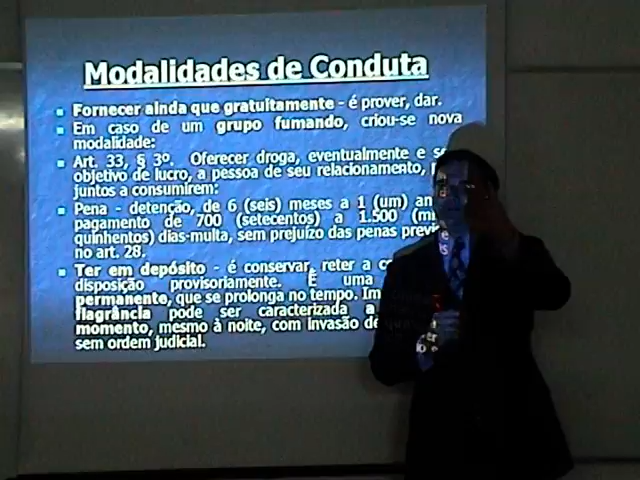 Modalidades de Conduta
Fornecer ainda que gratuitamente - é prover, dar.
Em caso de um grupo fumando, criou-se nova
modalidade:
Art. 33, § 3º. Oferecer droga, eventualmente e
objetivo de lucro, a pessoa de seu relacionamento,
juntos a consumirem:
Pena - detenção, de 6 (seis) meses a 1 (um)
pagamento de 700 (setecentos) a 1.500
quinhentos) dias-multa, sem prejuízo das penas
no art. 28.
Ter em depósito - é conservar, reter a
disposição provisoriamente. É uma
permanente, que se prolonga no tempo.
flagrância pode ser caracterizada a
momento, mesmo à noite, com invasão de
sem ordem judicial.